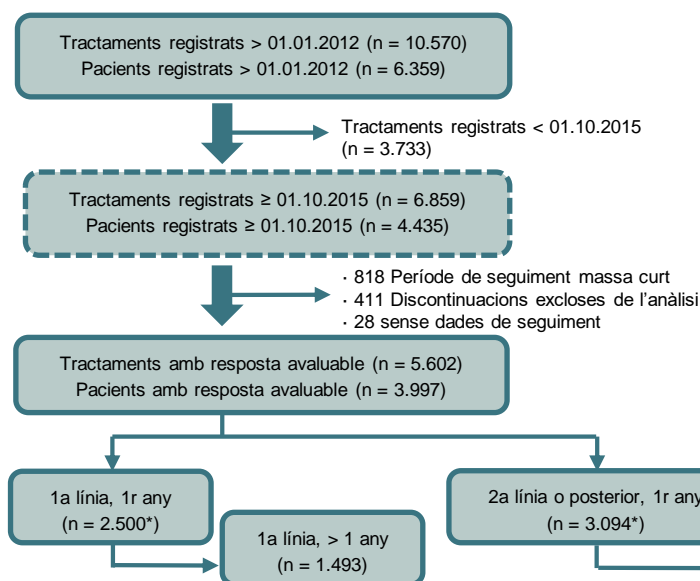 Tractaments registrats > 01.01.2012 (n = 10.570)
Pacients registrats > 01.01.2012 (n = 6.359)
Tractaments registrats < 01.10.2015
(n = 3.733)
Tractaments registrats ≥ 01.10.2015 (n = 6.859)
Pacients registrats ≥ 01.10.2015 (n = 4.435)
· 818 Període de seguiment massa curt
· 411 Discontinuacions excloses de l'anàlisi
· 28 sense dades de seguiment
Tractaments amb resposta avaluable (n = 5.602)
Pacients amb resposta avaluable (n = 3.997)
1a línia, 1r any
(n = 2.500*)
2a línia o posterior, 1r any
(n = 3.094*)
1a línia, > 1 any
(n = 1.493)